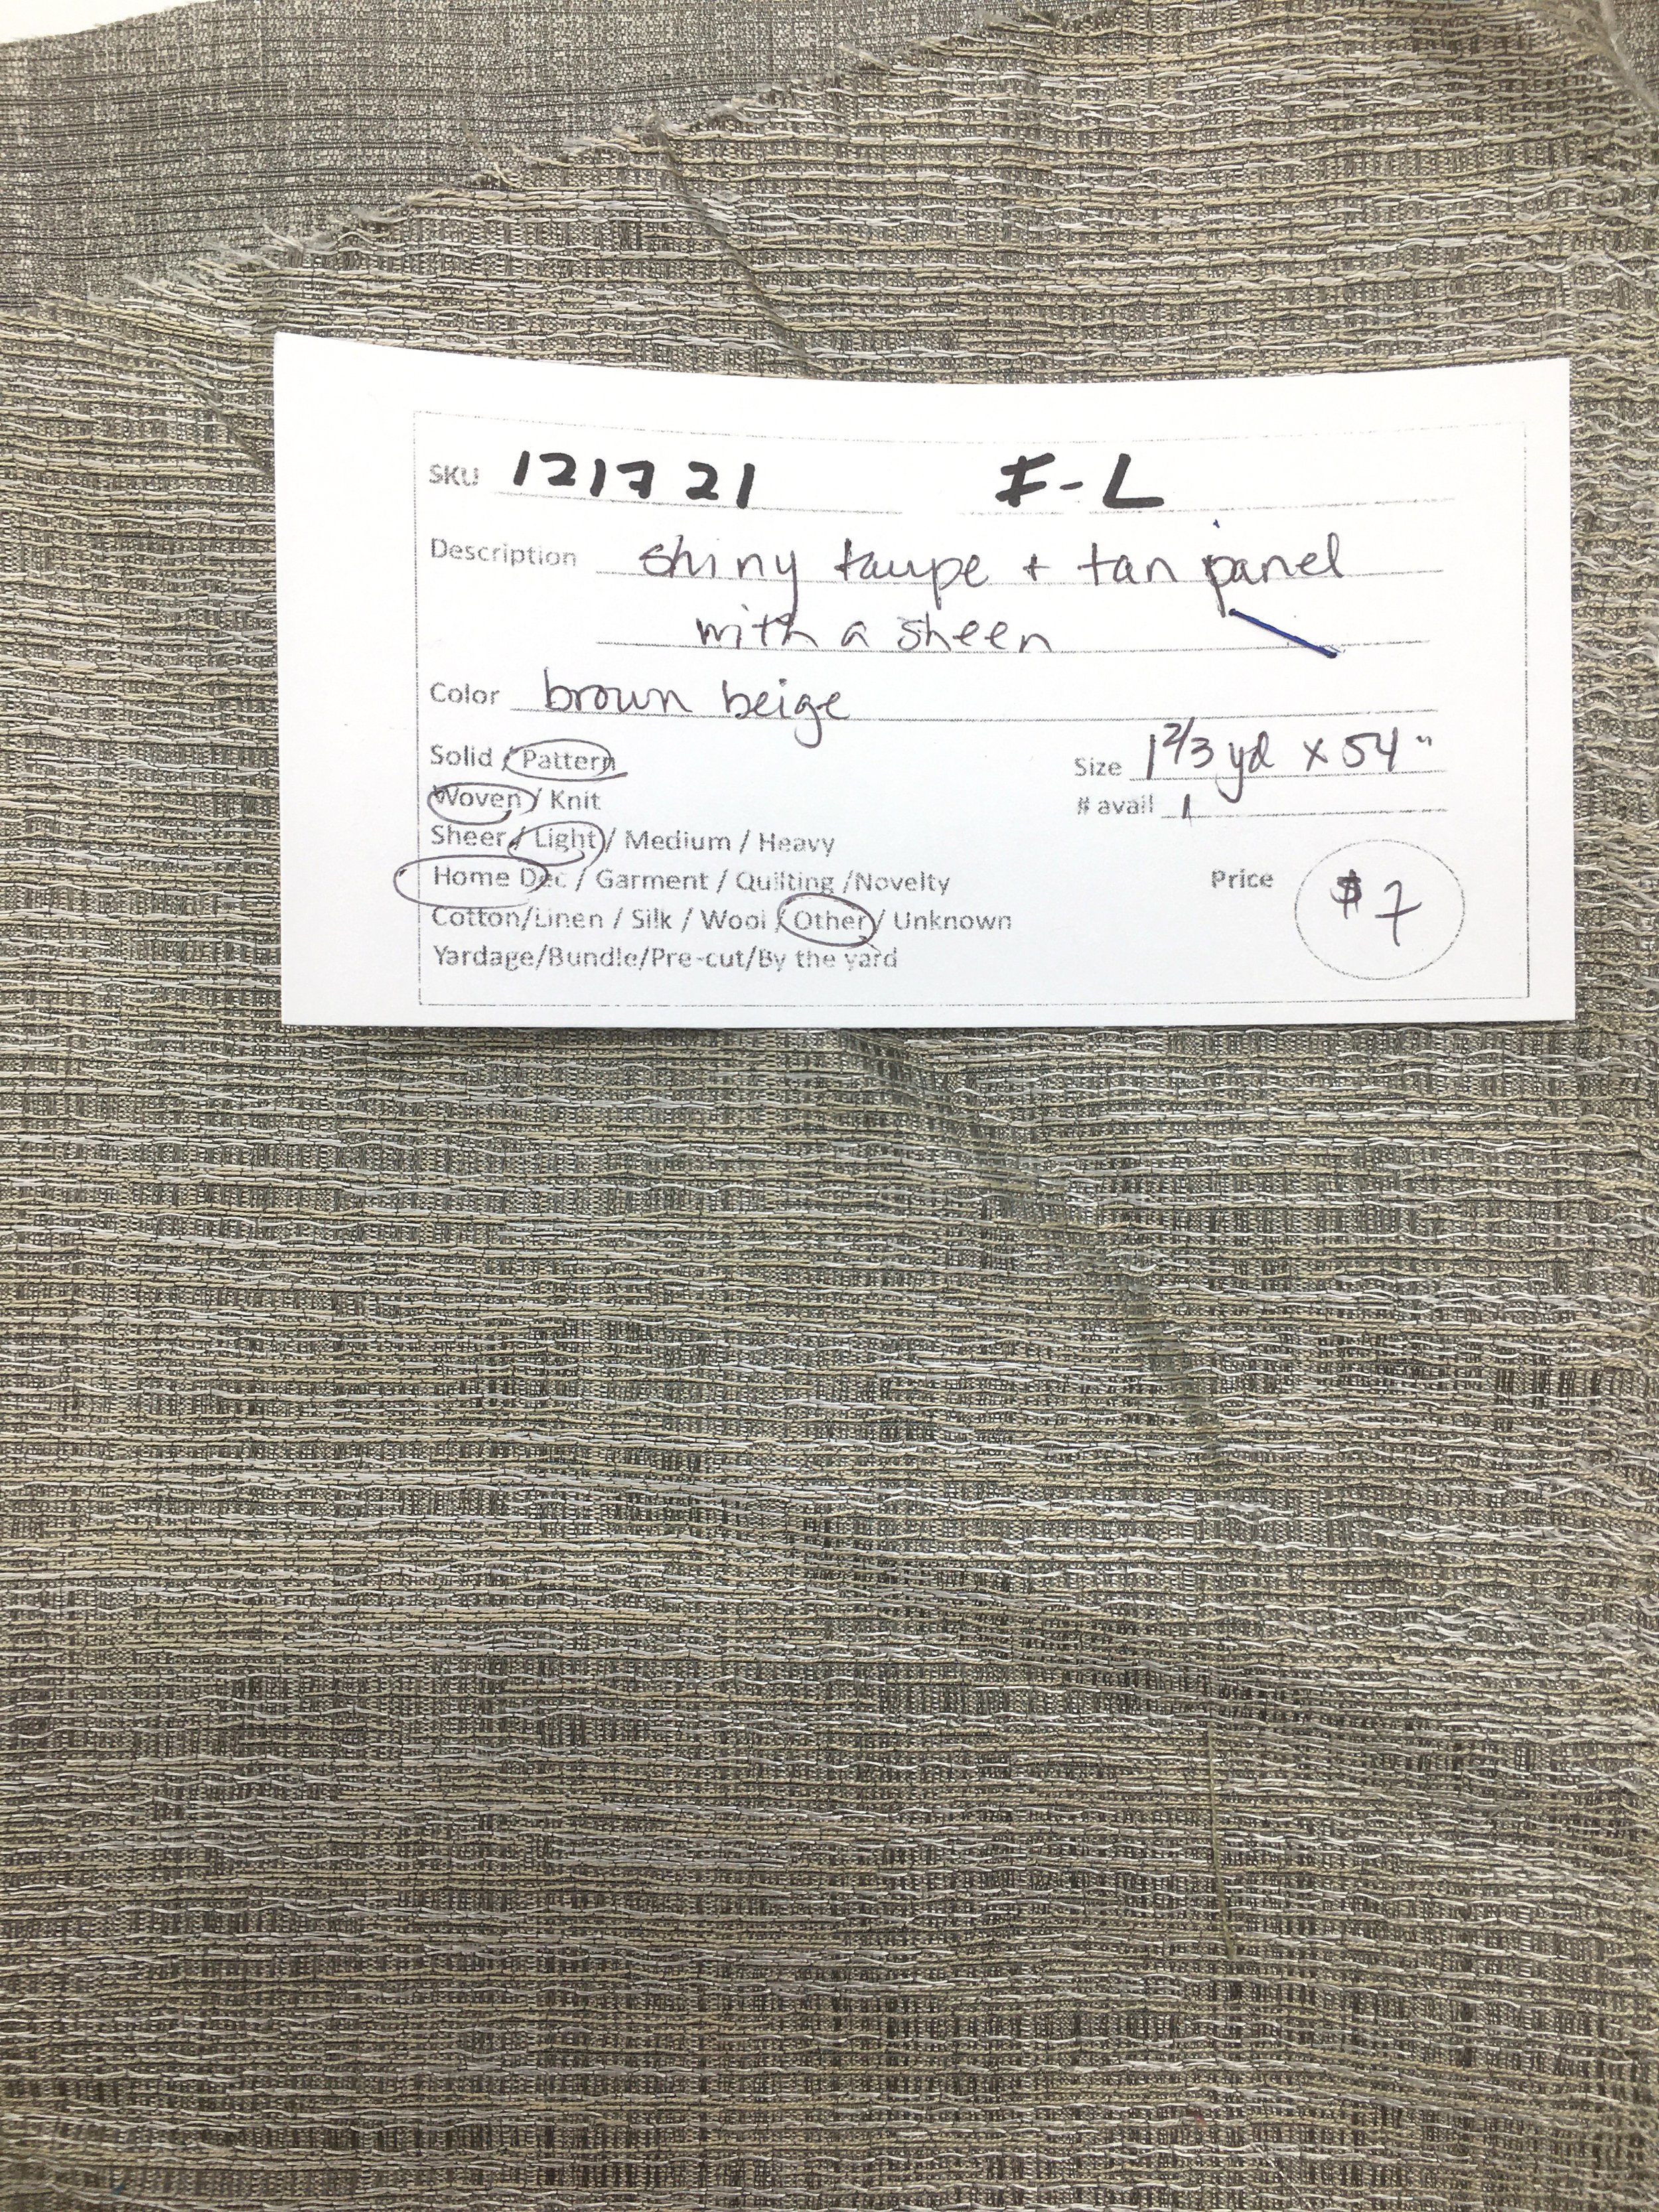 SKU 121721 F-L
Description shiny taupe + tan panel
with a sheen
Color brown beige
Solid / Pattern
Size 1 2/3 yd x 54"
Woven / Knit
# avail 1
Sheer / Light / Medium / Heavy
Home Dec / Garment / Quilting /Novelty
Price $7
Cotton/Linen / Silk / Wool / Other / Unknown
Yardage/Bundle/Pre-cut/By the yard